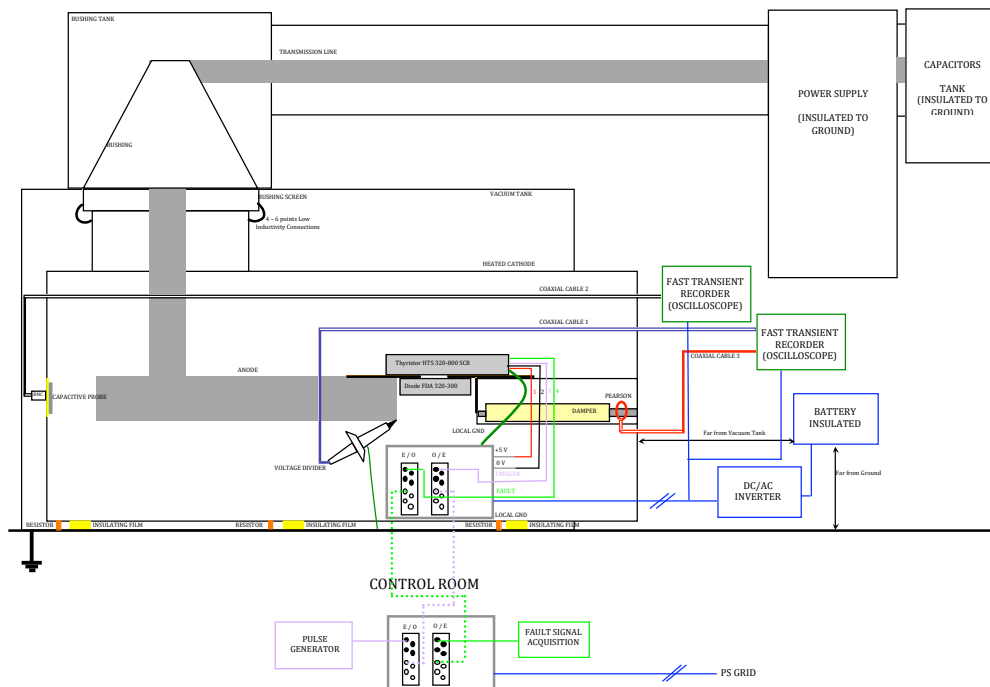 BUSHING TANK
TRANSMISSION LINE
POWER SUPPLY
(INSULATED TO
GROUND)
CAPACITORS
TANK
(INSULATED TO
GROUND)
BUSHING
BUSHING SCREEN
VACUUM TANK
4 – 6 points Low
Inductivity Connections
HEATED CATHODE
COAXIAL CABLE 2
FAST TRANSIENT
RECORDER
(OSCILLOSCOPE)
COAXIAL CABLE 1
FAST TRANSIENT
RECORDER
(OSCILLOSCOPE)
COAXIAL CABLE 3
Thyristor HTS 320-800 SCR
ANODE
Diode FDA 320-300
1 2 3 4
BNC
CAPACITIVE PROBE
PEARSON
DAMPER
BATTERY
INSULATED
LOCAL GND
Far from Vacuum Tank
E / O
O / E
+5 V
0 V
TRIGGER
FAULT
VOLTAGE DIVIDER
Far from Ground
DC/AC
INVERTER
LOCAL GND
RESISTOR
INSULATING FILM
RESISTOR
INSULATING FILM
RESISTOR
INSULATING FILM
CONTROL ROOM
E / O
O / E
PULSE
GENERATOR
FAULT SIGNAL
ACQUISITION
PS GRID